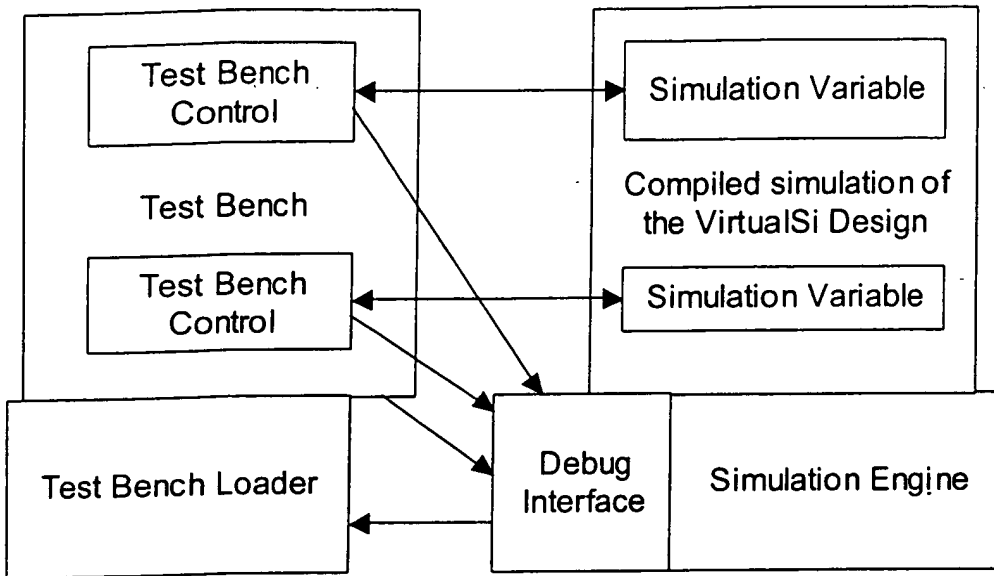 Test Bench
Control
Simulation Variable
Test Bench
Compiled simulation of
the VirtualSi Design
Test Bench
Control
Simulation Variable
Test Bench Loader
Debug
Interface
Simulation Engine